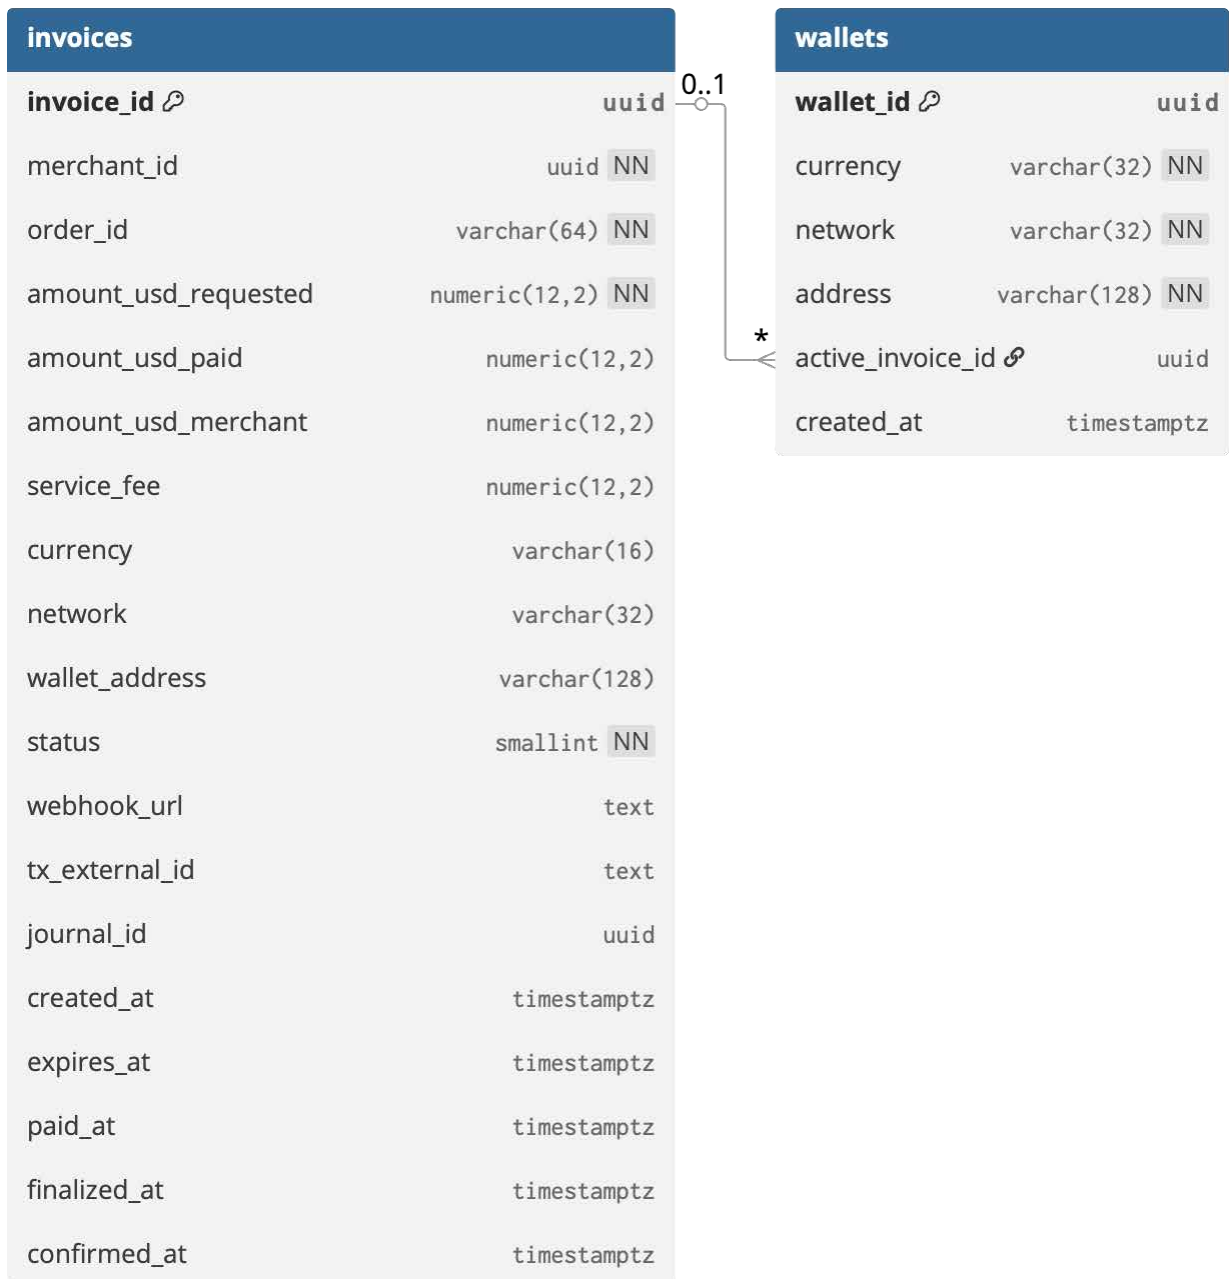 invoices
invoice_id uuid
merchant_id uuid NN
order_id varchar(64) NN
amount_usd_requested numeric(12,2) NN
amount_usd_paid numeric(12,2)
amount_usd_merchant numeric(12,2)
service_fee numeric(12,2)
currency varchar(16)
network varchar(32)
wallet_address varchar(128)
status smallint NN
webhook_url text
tx_external_id text
journal_id uuid
created_at timestamptz
expires_at timestamptz
paid_at timestamptz
finalized_at timestamptz
confirmed_at timestamptz
0..1
*
wallets
wallet_id uuid
currency varchar(32) NN
network varchar(32) NN
address varchar(128) NN
active_invoice_id uuid
created_at timestamptz